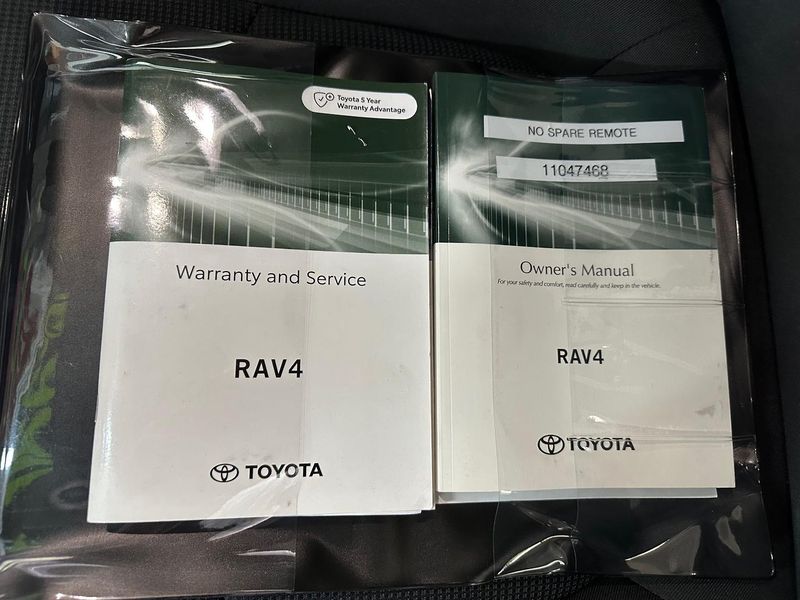 Toyota 5 Year
Warranty Advantage
Warranty and Service
RAV4
TOYOTA
NO SPARE REMOTE
11047468
Owner's Manual
For your safety and comfort, read carefully and keep in the vehicle.
RAV4
TOYOTA